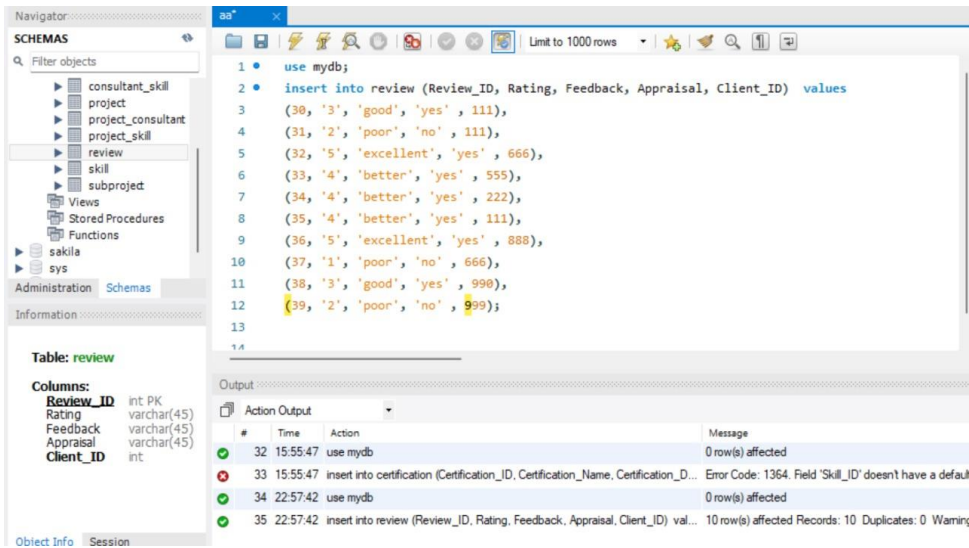 Navigator
SCHEMAS
Filter objects
consultant_skill
project
project_consultant
project_skill
review
skill
subproject
Views
Stored Procedures
Functions
sakila
sys
Administration Schemas
Information
Table: review
Columns:
Review_ID int PK
Rating varchar(45)
Feedback varchar(45)
Appraisal varchar(45)
Client_ID int
Object Info Session
aa*
Limit to 1000 rows
1 use mydb;
2 insert into review (Review_ID, Rating, Feedback, Appraisal, Client_ID) values
3 (30, '3', 'good', 'yes' , 111),
4 (31, '2', 'poor', 'no' , 111),
5 (32, '5', 'excellent', 'yes' , 666),
6 (33, '4', 'better', 'yes' , 555),
7 (34, '4', 'better', 'yes' , 222),
8 (35, '4', 'better', 'yes' , 111),
9 (36, '5', 'excellent', 'yes' , 888),
10 (37, '1', 'poor', 'no' , 666),
11 (38, '3', 'good', 'yes' , 990),
12 (39, '2', 'poor', 'no' , 999);
13
14
Output
Action Output
# Time Action Message
32 15:55:47 use mydb 0 row(s) affected
33 15:55:47 insert into certification (Certification_ID, Certification_Name, Certification_D... Error Code: 1364. Field 'Skill_ID' doesn't have a default
34 22:57:42 use mydb 0 row(s) affected
35 22:57:42 insert into review (Review_ID, Rating, Feedback, Appraisal, Client_ID) val... 10 row(s) affected Records: 10 Duplicates: 0 Warning